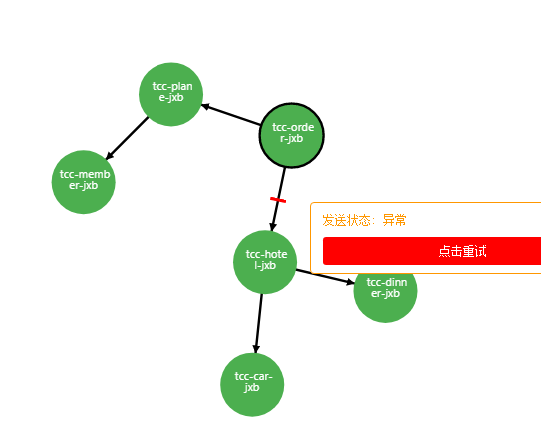 tcc-plan
e-jxb
tcc-orde
r-jxb
tcc-memb
er-jxb
发送状态：异常
点击重试
tcc-hote
l-jxb
tcc-dinn
er-jxb
tcc-car-
jxb